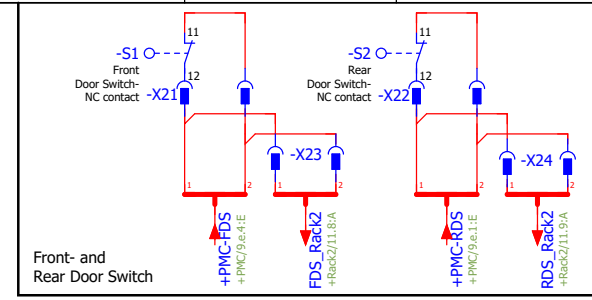 11
-S1
Front
Door Switch-
NC contact
12
-X21
-X23
1
2
1
2
+PMC-FDS
+PMC/9.e.4:E
FDS_Rack2
+Rack2/11.8:A
11
-S2
Rear
Door Switch-
NC contact
12
-X22
-X24
1
2
1
2
+PMC-RDS
+PMC/9.e.1:E
RDS_Rack2
+Rack2/11.9:A
Front- and
Rear Door Switch